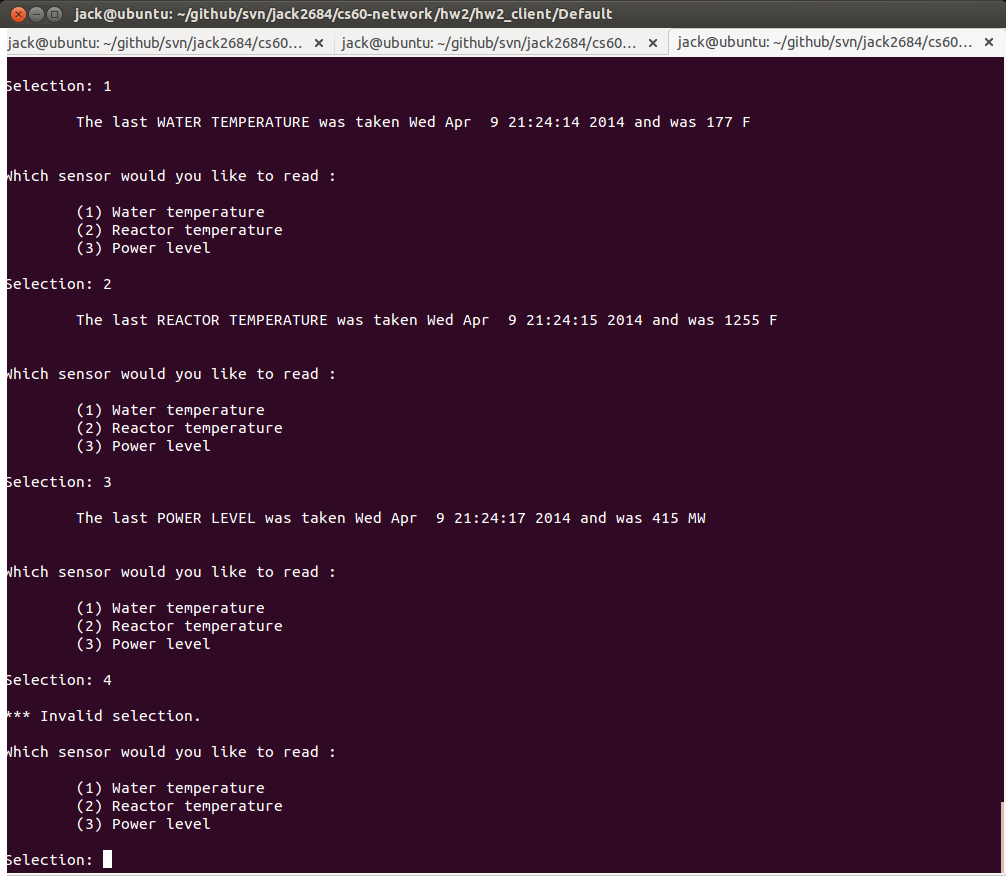 jack@ubuntu: ~/github/svn/jack2684/cs60-network/hw2/hw2_client/Default
jack@ubuntu: ~/github/svn/jack2684/cs60... × jack@ubuntu: ~/github/svn/jack2684/cs60... × jack@ubuntu: ~/github/svn/jack2684/cs60... ×
Selection: 1
The last WATER TEMPERATURE was taken Wed Apr  9 21:24:14 2014 and was 177 F
Which sensor would you like to read :
(1) Water temperature
(2) Reactor temperature
(3) Power level
Selection: 2
The last REACTOR TEMPERATURE was taken Wed Apr  9 21:24:15 2014 and was 1255 F
Which sensor would you like to read :
(1) Water temperature
(2) Reactor temperature
(3) Power level
Selection: 3
The last POWER LEVEL was taken Wed Apr  9 21:24:17 2014 and was 415 MW
Which sensor would you like to read :
(1) Water temperature
(2) Reactor temperature
(3) Power level
Selection: 4
*** Invalid selection.
Which sensor would you like to read :
(1) Water temperature
(2) Reactor temperature
(3) Power level
Selection: